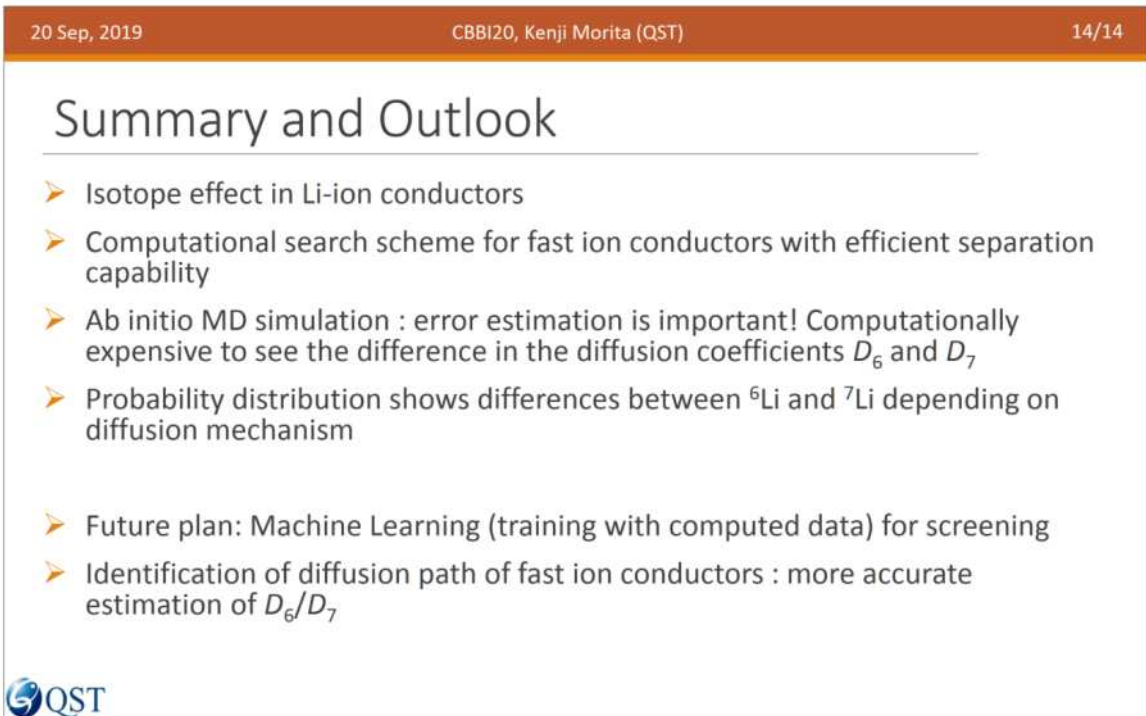 20 Sep, 2019 CBBI20, Kenji Morita (QST) 14/14
Summary and Outlook
➤ Isotope effect in Li-ion conductors
➤ Computational search scheme for fast ion conductors with efficient separation
capability
➤ Ab initio MD simulation : error estimation is important! Computationally
expensive to see the difference in the diffusion coefficients D₆ and D₇
➤ Probability distribution shows differences between ⁶Li and ⁷Li depending on
diffusion mechanism
➤ Future plan: Machine Learning (training with computed data) for screening
➤ Identification of diffusion path of fast ion conductors : more accurate
estimation of D₆/D₇
QST